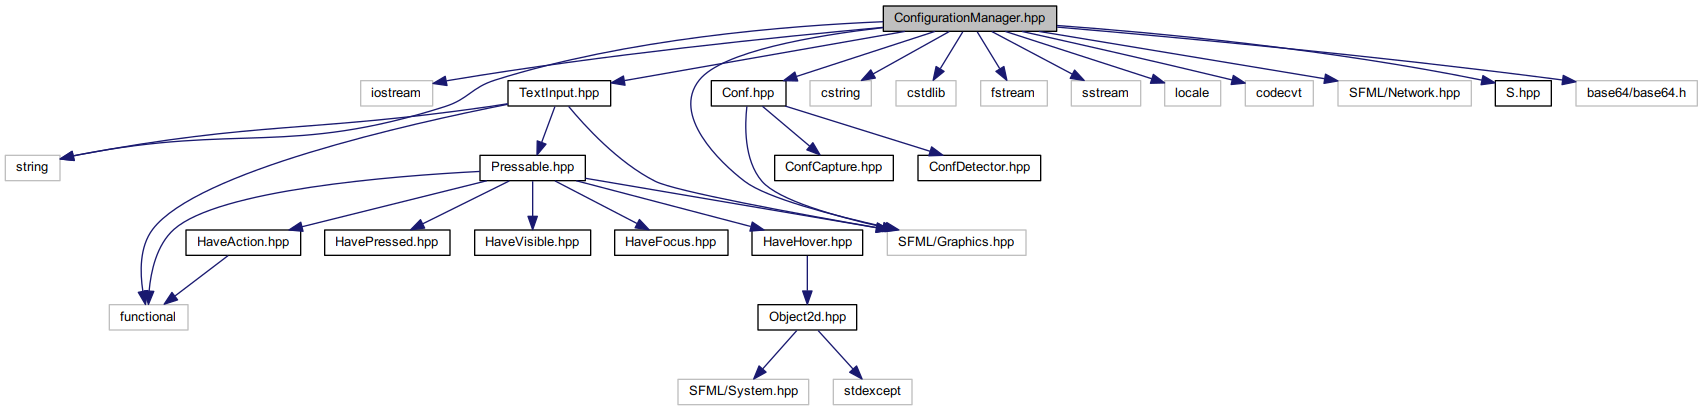 ConfigurationManager.hpp
iostream
TextInput.hpp
Conf.hpp
cstring
cstdlib
fstream
sstream
locale
codecvt
SFML/Network.hpp
S.hpp
base64/base64.h
string
Pressable.hpp
ConfCapture.hpp
ConfDetector.hpp
HaveAction.hpp
HavePressed.hpp
HaveVisible.hpp
HaveFocus.hpp
HaveHover.hpp
SFML/Graphics.hpp
functional
Object2d.hpp
SFML/System.hpp
stdexcept